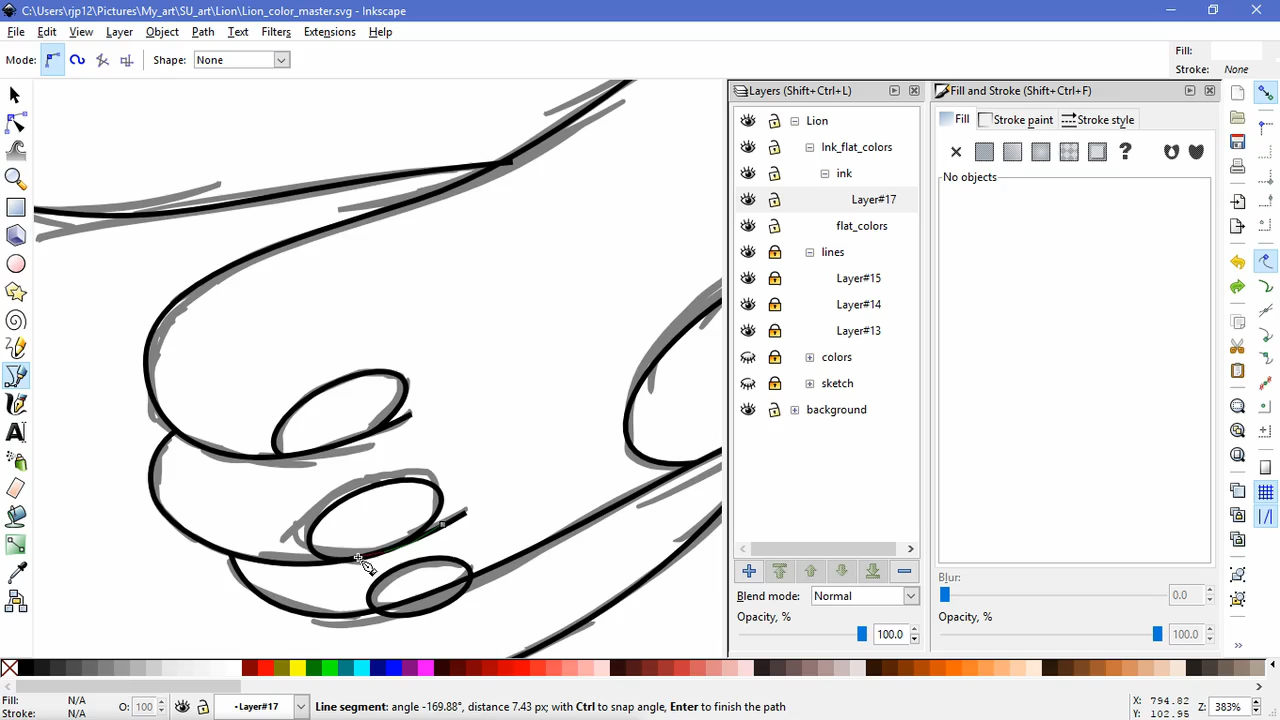 C:\Users\rjp12\Pictures\My_art\SU_art\Lion\Lion_color_master.svg - Inkscape
File Edit View Layer Object Path Text Filters Extensions Help
Mode: Shape: None
Fill:
Stroke: None
Layers (Shift+Ctrl+L)
Fill and Stroke (Shift+Ctrl+F)
Lion
Ink_flat_colors
ink
Layer#17
flat_colors
lines
Layer#15
Layer#14
Layer#13
colors
sketch
background
Fill Stroke paint Stroke style
?
No objects
Blend mode: Normal
Opacity, %
100.0
Blur:
0.0
Opacity, %
100.0
Fill: N/A
Stroke: N/A
O: 100
•Layer#17
Line segment: angle -169.88°, distance 7.43 px; with Ctrl to snap angle, Enter to finish the path
X: 794.82
Y: 102.95
Z: 383%